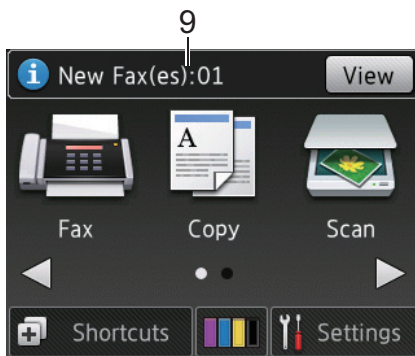 9
New Fax(es):01 View
A
Fax Copy Scan
Shortcuts Settings